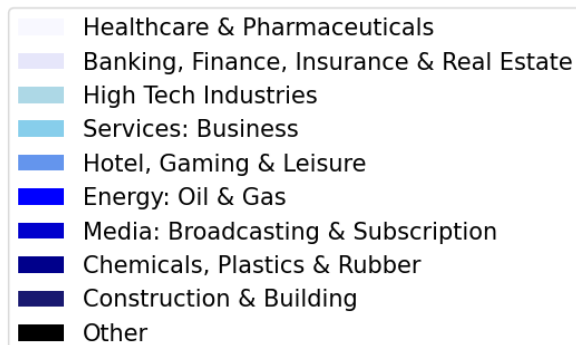 Healthcare & Pharmaceuticals
Banking, Finance, Insurance & Real Estate
High Tech Industries
Services: Business
Hotel, Gaming & Leisure
Energy: Oil & Gas
Media: Broadcasting & Subscription
Chemicals, Plastics & Rubber
Construction & Building
Other